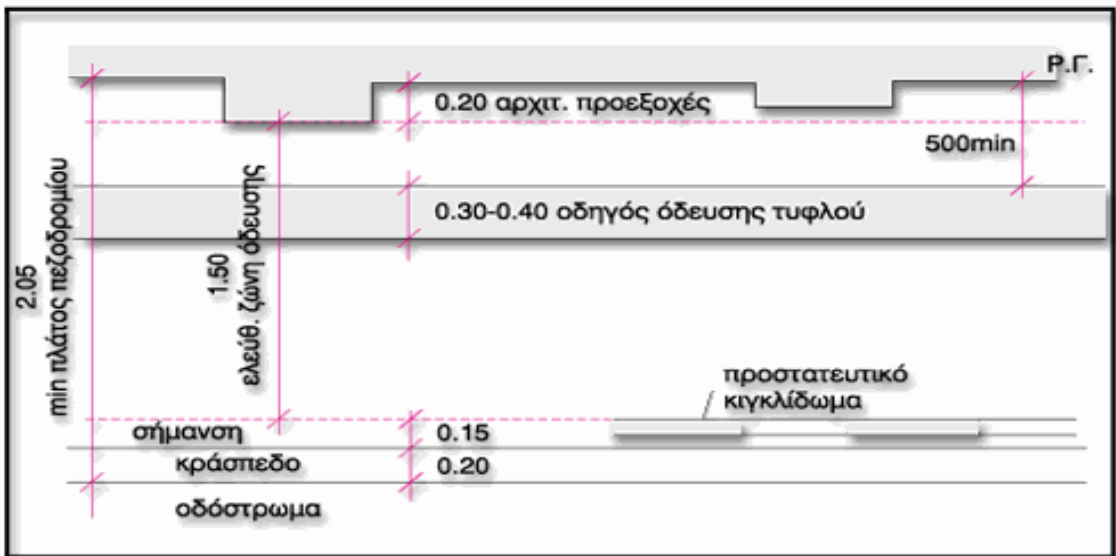 Ρ.Γ.
0.20 αρχιτ. προεξοχές
500min
0.30-0.40 οδηγός όδευσης τυφλού
2.05
min πλάτος πεζοδρομίου
1.50
ελεύθ. ζώνη όδευσης
προστατευτικό
κιγκλίδωμα
σήμανση 0.15
κράσπεδο 0.20
οδόστρωμα